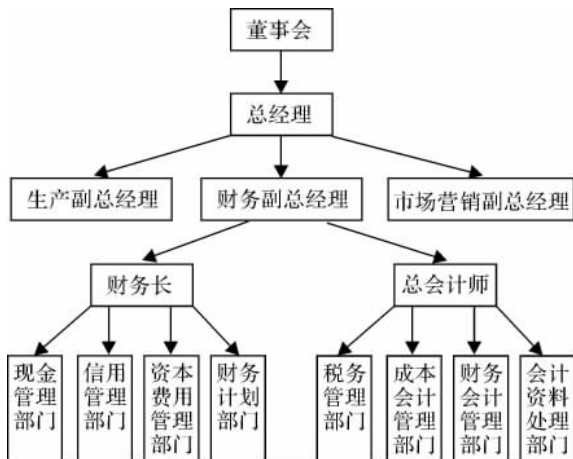 董事会
总经理
生产副总经理
财务副总经理
市场营销副总经理
财务长
总会计师
现金
管理
部门
信用
管理
部门
资本
费用
管理
部门
财务
计划
部门
税务
管理
部门
成本
会计
管理
部门
财务
会计
管理
部门
会计
资料
处理
部门